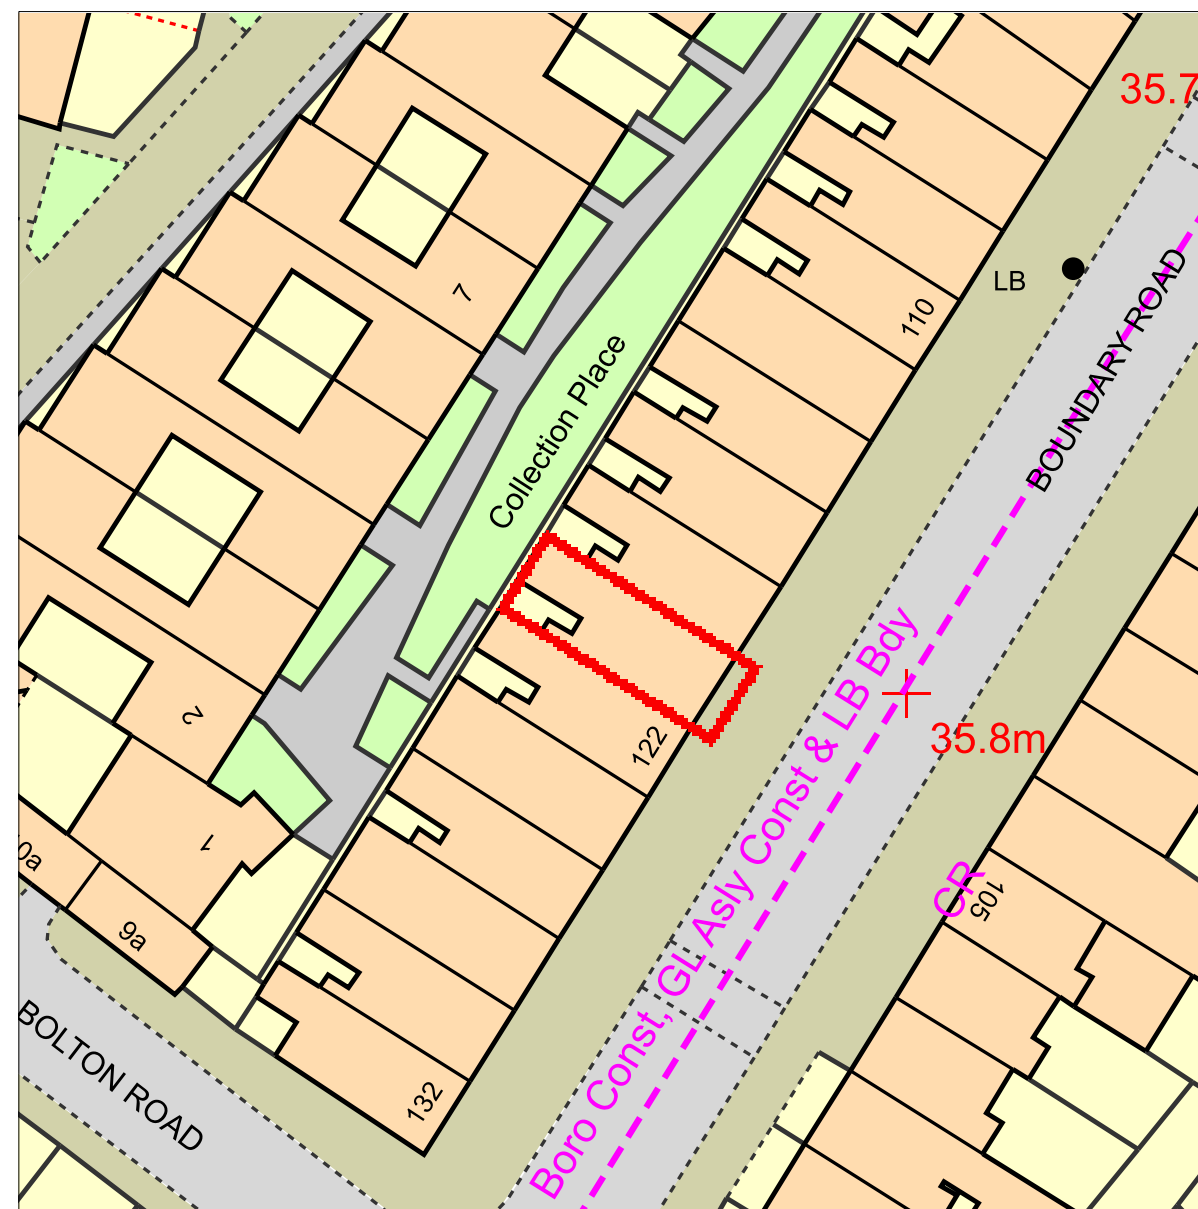 35.7
LB
BOUNDARY ROAD
7
110
Collection Place
2
122
35.8m
Boro Const, GL Asly Const & LB Bdy
CR
105
1
0a
9a
BOLTON ROAD
132